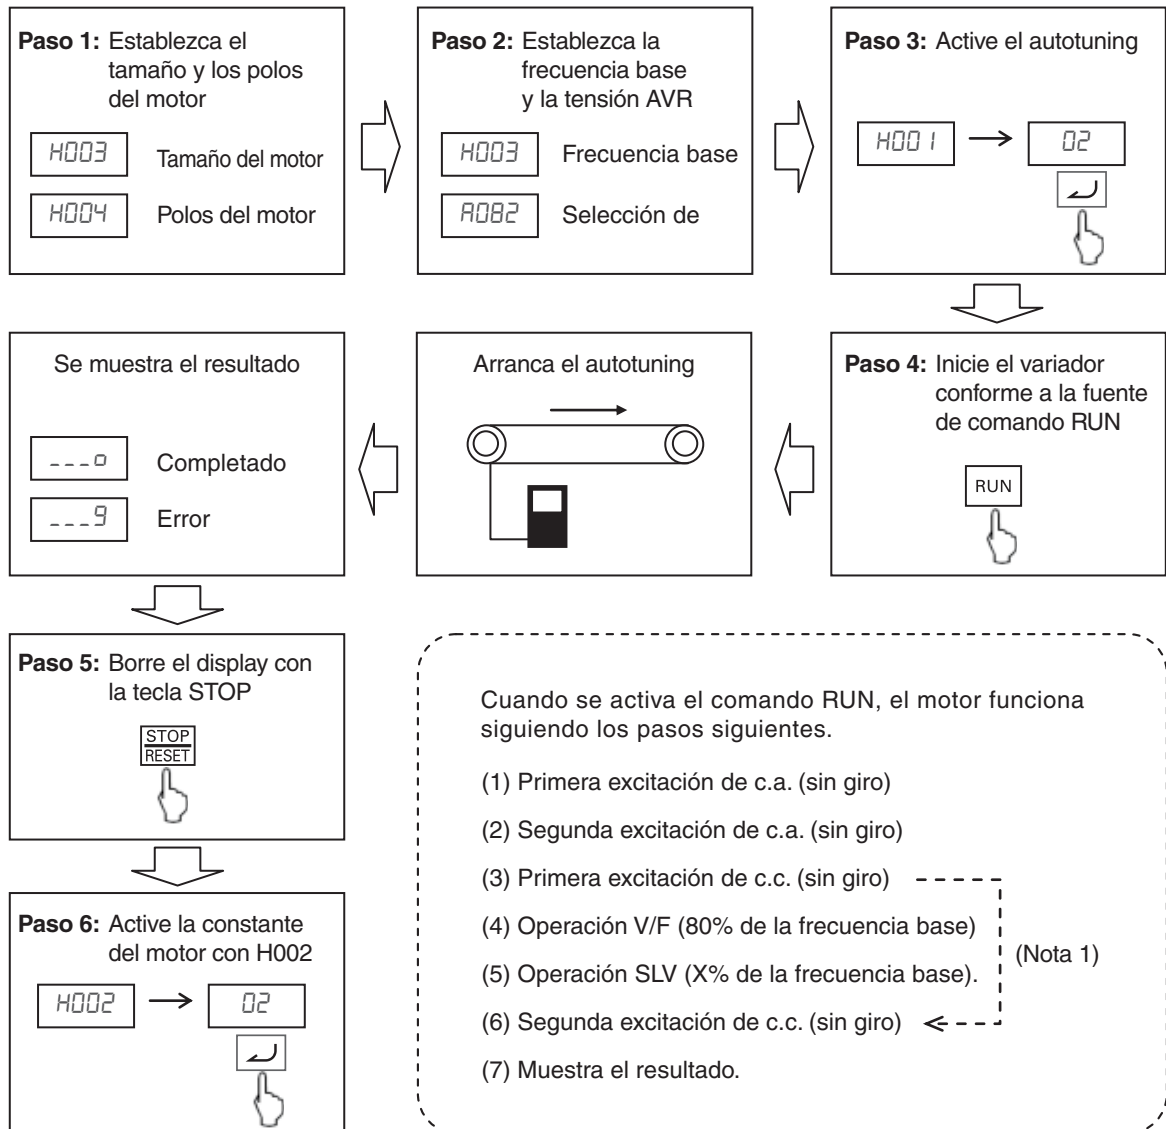 Paso 1: Establezca el
tamaño y los polos
del motor
H003 Tamaño del motor
H004 Polos del motor
Paso 2: Establezca la
frecuencia base
y la tensión AVR
H003 Frecuencia base
A082 Selección de
Paso 3: Active el autotuning
H001 → 02
Paso 4: Inicie el variador
conforme a la fuente
de comando RUN
RUN
Arranca el autotuning
Se muestra el resultado
___o Completado
___9 Error
Paso 5: Borre el display con
la tecla STOP
STOP
RESET
Paso 6: Active la constante
del motor con H002
H002 → 02
Cuando se activa el comando RUN, el motor funciona
siguiendo los pasos siguientes.
(1) Primera excitación de c.a. (sin giro)
(2) Segunda excitación de c.a. (sin giro)
(3) Primera excitación de c.c. (sin giro)
(4) Operación V/F (80% de la frecuencia base)
(5) Operación SLV (X% de la frecuencia base).
(Nota 1)
(6) Segunda excitación de c.c. (sin giro)
(7) Muestra el resultado.